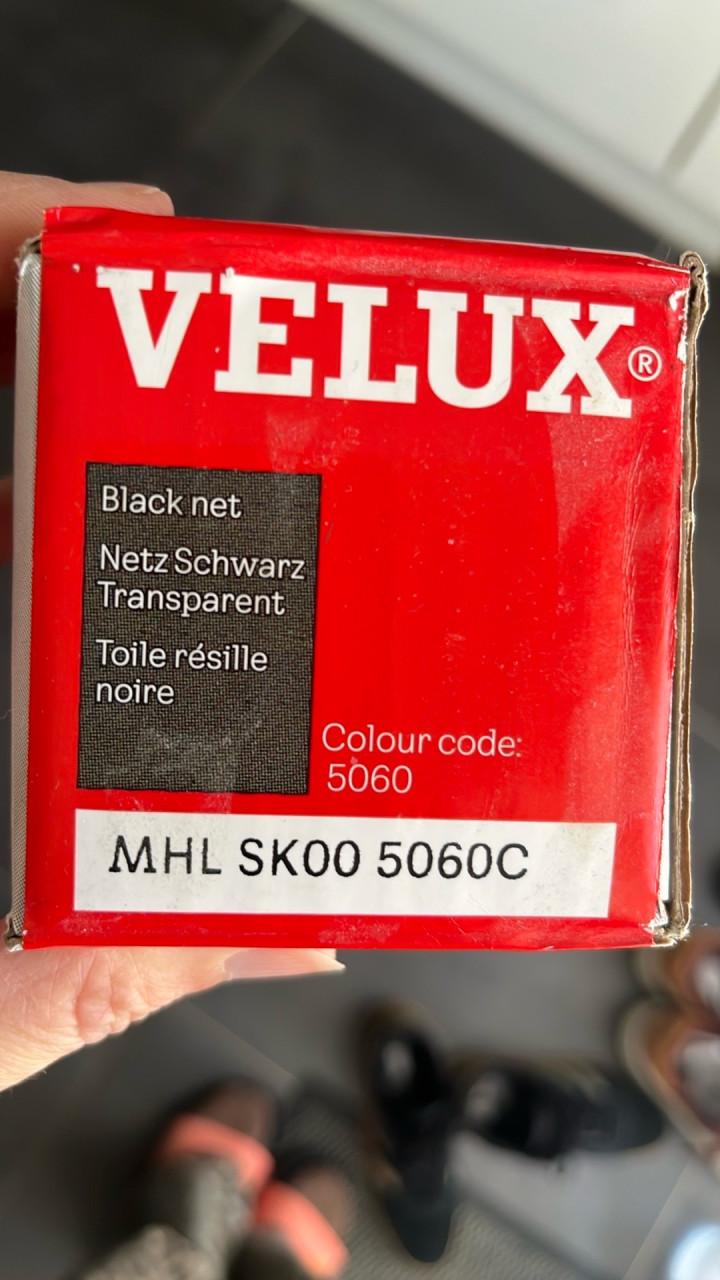 VELUX®
Black net
Netz Schwarz
Transparent
Toile résille
noire
Colour code:
5060
MHL SK00 5060C